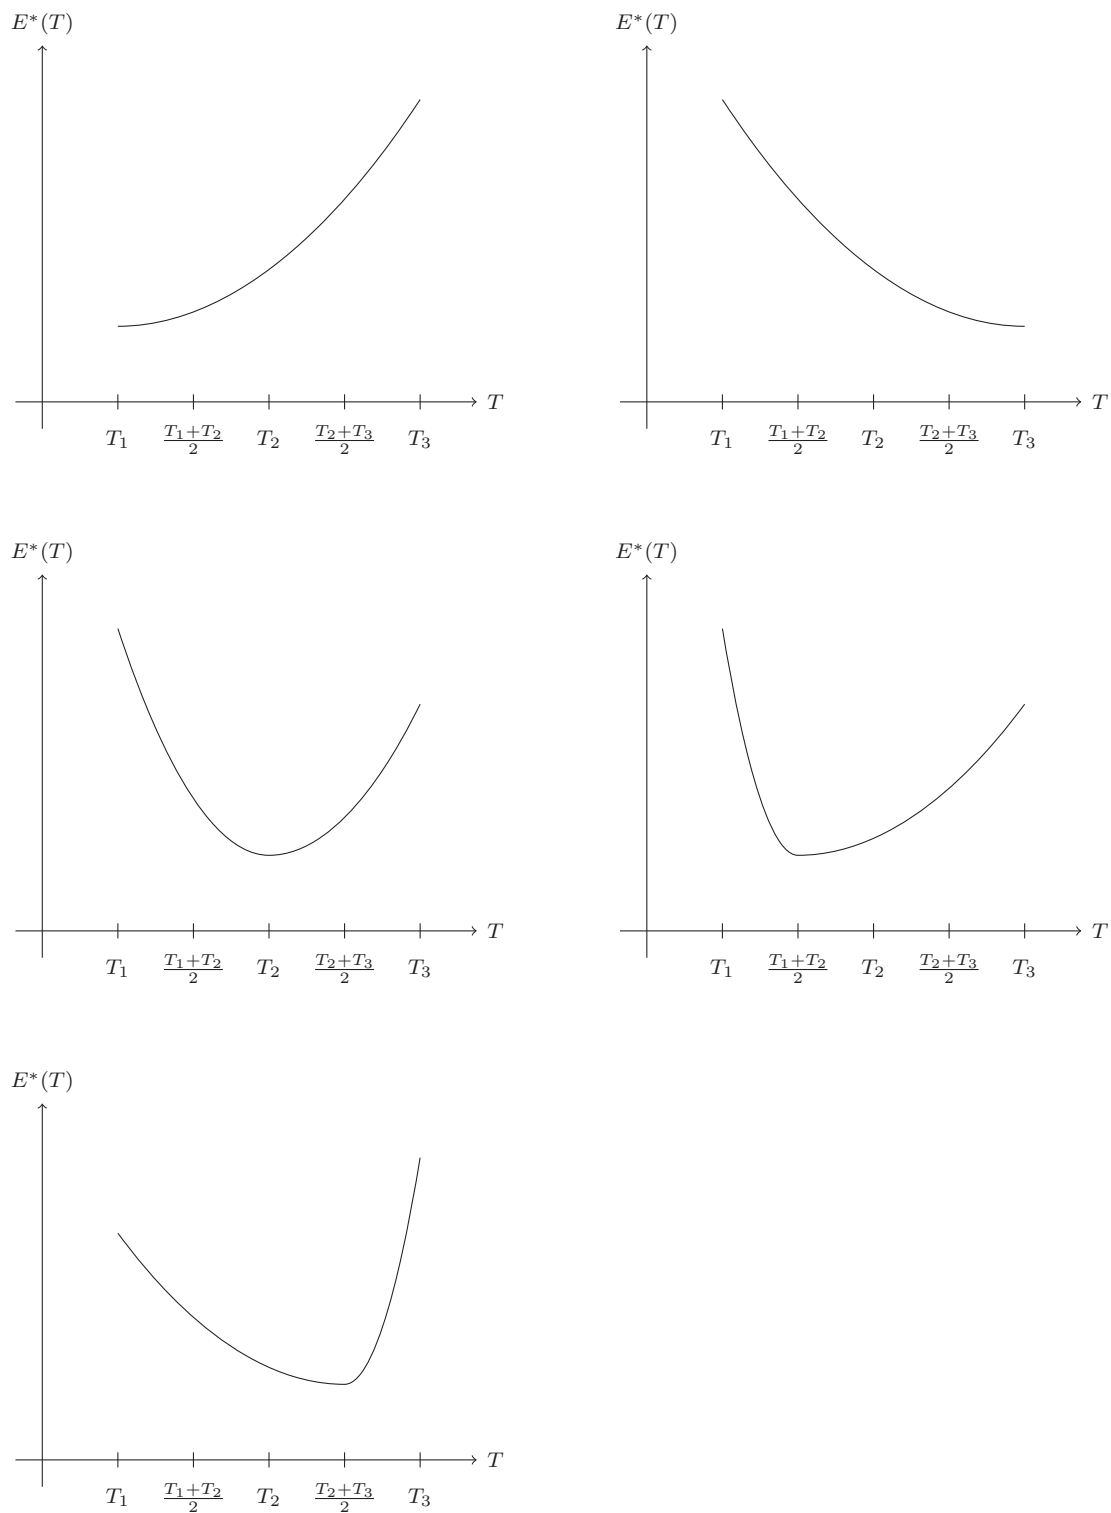 E*(T) E*(T)
T T
T₁ (T₁+T₂)/2 T₂ (T₂+T₃)/2 T₃ T₁ (T₁+T₂)/2 T₂ (T₂+T₃)/2 T₃
E*(T) E*(T)
T T
T₁ (T₁+T₂)/2 T₂ (T₂+T₃)/2 T₃ T₁ (T₁+T₂)/2 T₂ (T₂+T₃)/2 T₃
E*(T)
T
T₁ (T₁+T₂)/2 T₂ (T₂+T₃)/2 T₃